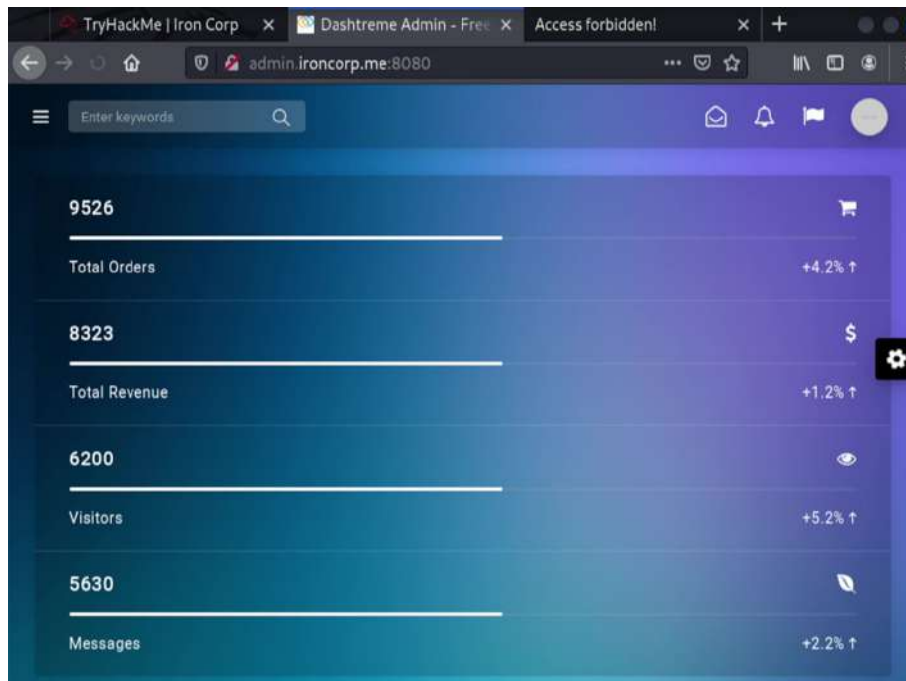 TryHackMe | Iron Corp
Dashtreme Admin - Free
Access forbidden!
admin.ironcorp.me:8080
Enter keywords
9526
Total Orders
+4.2% ↑
8323
$
Total Revenue
+1.2% ↑
6200
Visitors
+5.2% ↑
5630
Messages
+2.2% ↑